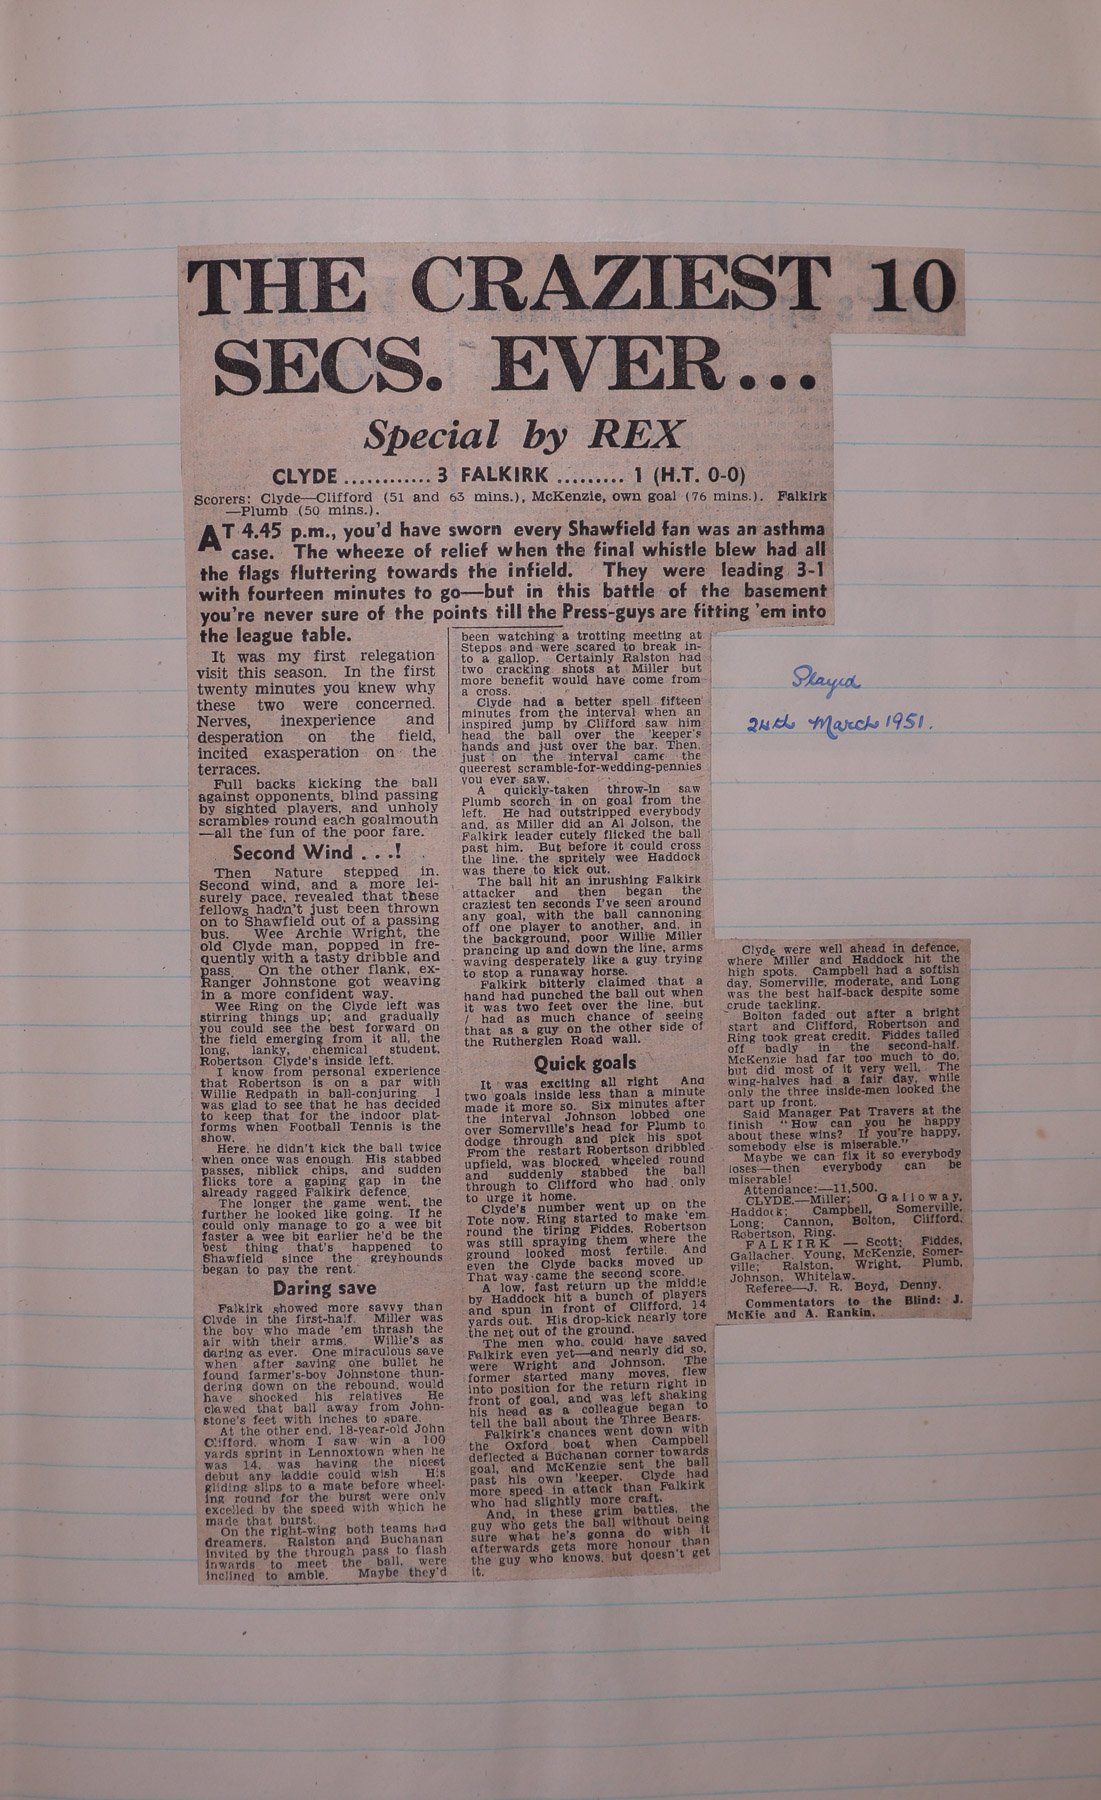 THE CRAZIEST 10
SECS. EVER...
Special by REX
CLYDE ............ 3 FALKIRK ......... 1 (H.T. 0-0)
Scorers: Clyde—Clifford (51 and 63 mins.), McKenzie, own goal (76 mins.). Falkirk
—Plumb (50 mins.).
AT 4.45 p.m., you'd have sworn every Shawfield fan was an asthma
case. The wheeze of relief when the final whistle blew had all
the flags fluttering towards the infield. They were leading 3-1
with fourteen minutes to go—but in this battle of the basement
you're never sure of the points till the Press-guys are fitting 'em into
the league table.
It was my first relegation
visit this season. In the first
twenty minutes you knew why
these two were concerned.
Nerves, inexperience and
desperation on the field,
incited exasperation on the
terraces.
Full backs kicking the ball
against opponents, blind passing
by sighted players, and unholy
scrambles round each goalmouth
—all the fun of the poor fare.
Second Wind . . .!
Then Nature stepped in.
Second wind, and a more lei-
surely pace, revealed that these
fellows hadn't just been thrown
on to Shawfield out of a passing
bus. Wee Archie Wright, the
old Clyde man, popped in fre-
quently with a tasty dribble and
pass. On the other flank, ex-
Ranger Johnstone got weaving
in a more confident way.
Wee Ring on the Clyde left was
stirring things up; and gradually
you could see the best forward on
the field emerging from it all, the
long, lanky, chemical student,
Robertson Clyde's inside left.
I know from personal experience
that Robertson is on a par with
Willie Redpath in ball-conjuring. I
was glad to see that he has decided
to keep that for the indoor plat-
forms when Football Tennis is the
show.
Here, he didn't kick the ball twice
when once was enough. His stabbed
passes, niblick chips, and sudden
flicks tore a gaping gap in the
already ragged Falkirk defence.
The longer the game went, the
further he looked like going. If he
could only manage to go a wee bit
faster a wee bit earlier he'd be the
best thing that's happened to
Shawfield since the greyhounds
began to pay the rent.
Daring save
Falkirk showed more savvy than
Clyde in the first-half. Miller was
the boy who made 'em thrash the
air with their arms. Willie's as
daring as ever. One miraculous save
when after saving one bullet he
found farmer's-boy Johnstone thun-
dering down on the rebound, would
have shocked his relatives He
clawed that ball away from John-
stone's feet with inches to spare.
At the other end, 18-year-old John
Clifford, whom I saw win a 100
yards sprint in Lennoxtown when he
was 14, was having the nicest
debut any laddie could wish His
gliding slips to a mate before wheel-
ing round for the burst were only
excelled by the speed with which he
made that burst.
On the right-wing both teams had
dreamers. Ralston and Buchanan
invited by the through pass to flash
inwards to meet the ball, were
inclined to amble. Maybe they'd
been watching a trotting meeting at
Stepps and were scared to break in-
to a gallop. Certainly Ralston had
two cracking shots at Miller but
more benefit would have come from
a cross.
Clyde had a better spell fifteen
minutes from the interval when an
inspired jump by Clifford saw him
head the ball over the 'keeper's
hands and just over the bar. Then,
just on the interval came the
queerest scramble-for-wedding-pennies
you ever saw.
A quickly-taken throw-in saw
Plumb scorch in on goal from the
left. He had outstripped everybody
and, as Miller did an Al Jolson, the
Falkirk leader cutely flicked the ball
past him. But before it could cross
the line, the spritely wee Haddock
was there to kick out.
The ball hit an inrushing Falkirk
attacker and then began the
craziest ten seconds I've seen around
any goal, with the ball cannoning
off one player to another, and, in
the background, poor Willie Miller
prancing up and down the line, arms
waving desperately like a guy trying
to stop a runaway horse.
Falkirk bitterly claimed that a
hand had punched the ball out when
it was two feet over the line, but
I had as much chance of seeing
that as a guy on the other side of
the Rutherglen Road wall.
Quick goals
It was exciting all right And
two goals inside less than a minute
made it more so. Six minutes after
the interval Johnson lobbed one
over Somerville's head for Plumb to
dodge through and pick his spot
From the restart Robertson dribbled
upfield, was blocked, wheeled round
and suddenly stabbed the ball
through to Clifford who had only
to urge it home.
Clyde's number went up on the
Tote now. Ring started to make 'em
round the tiring Fiddes. Robertson
was still spraying them where the
ground looked most fertile. And
even the Clyde backs moved up
That way came the second score.
A low, fast return up the middle
by Haddock hit a bunch of players
and spun in front of Clifford, 14
yards out. His drop-kick nearly tore
the net out of the ground.
The men who could have saved
Falkirk even yet—and nearly did so,
were Wright and Johnson. The
former started many moves, flew
into position for the return right in
front of goal, and was left shaking
his head as a colleague began to
tell the ball about the Three Bears.
Falkirk's chances went down with
the Oxford boat when Campbell
deflected a Buchanan corner towards
goal, and McKenzie sent the ball
past his own 'keeper. Clyde had
more speed in attack than Falkirk
who had slightly more craft.
And, in these grim battles, the
guy who gets the ball without being
sure what he's gonna do with it
afterwards gets more honour than
the guy who knows, but doesn't get
it.
Played
24th March 1951.
Clyde were well ahead in defence,
where Miller and Haddock hit the
high spots. Campbell had a softish
day, Somerville, moderate, and Long
was the best half-back despite some
crude tackling.
Bolton faded out after a bright
start and Clifford, Robertson and
Ring took great credit. Fiddes tailed
off badly in the second-half.
McKenzie had far too much to do,
but did most of it very well. The
wing-halves had a fair day, while
only the three inside-men looked the
part up front.
Said Manager Pat Travers at the
finish "How can you be happy
about these wins? If you're happy,
somebody else is miserable."
Maybe we can fix it so everybody
loses—then everybody can be
miserable!
Attendance:—11,500.
CLYDE.—Miller; Galloway,
Haddock; Campbell, Somerville,
Long; Cannon, Bolton, Clifford,
Robertson, Ring.
FALKIRK — Scott; Fiddes,
Gallacher. Young, McKenzie, Somer-
ville; Ralston, Wright, Plumb,
Johnson, Whitelaw.
Referee—J. R. Boyd, Denny.
Commentators to the Blind: J.
McKie and A. Rankin.